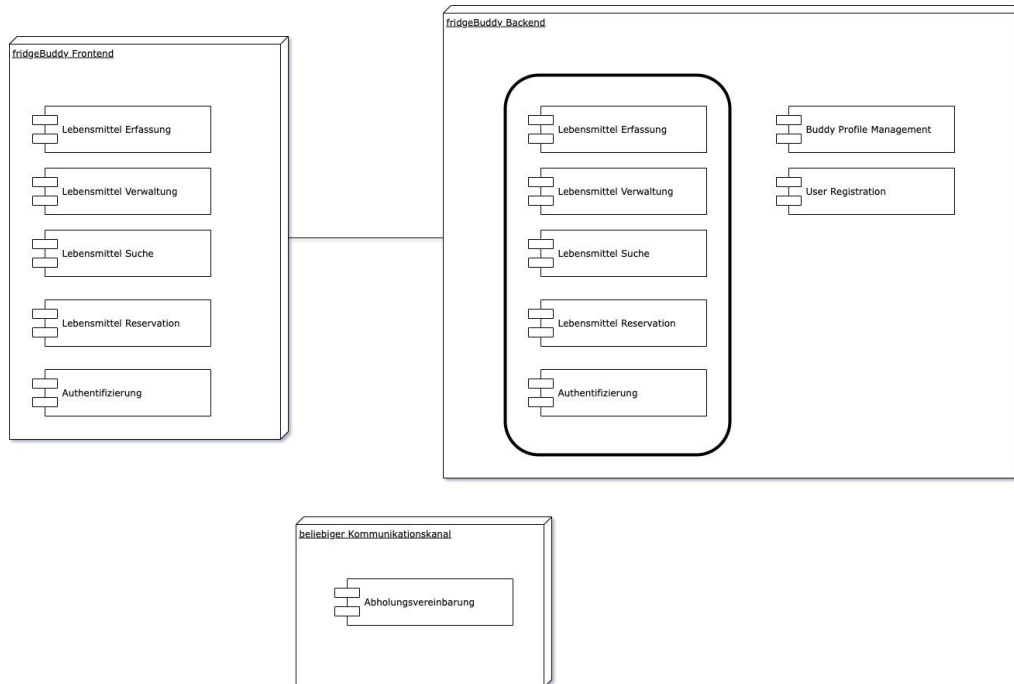 fridgeBuddy Frontend
Lebensmittel Erfassung
Lebensmittel Verwaltung
Lebensmittel Suche
Lebensmittel Reservation
Authentifizierung
fridgeBuddy Backend
Lebensmittel Erfassung
Lebensmittel Verwaltung
Lebensmittel Suche
Lebensmittel Reservation
Authentifizierung
Buddy Profile Management
User Registration
beliebiger Kommunikationskanal
Abholungsvereinbarung